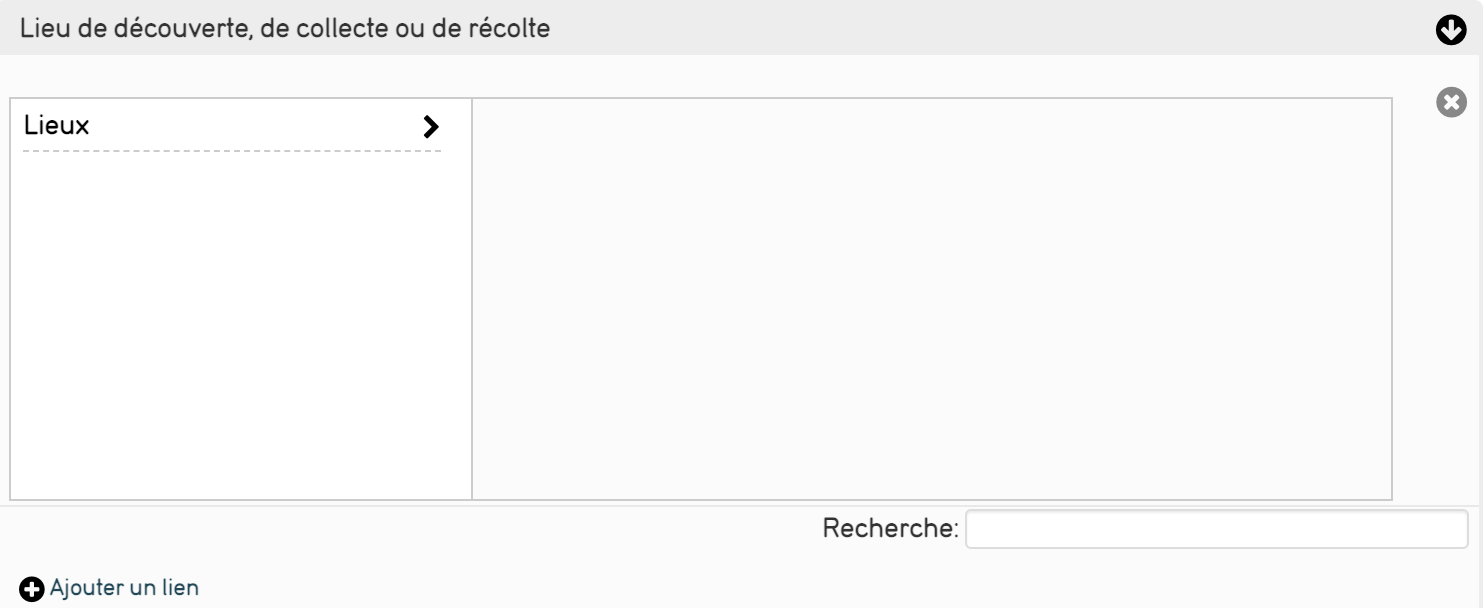 Lieu de découverte, de collecte ou de récolte
Lieux
Recherche:
Ajouter un lien